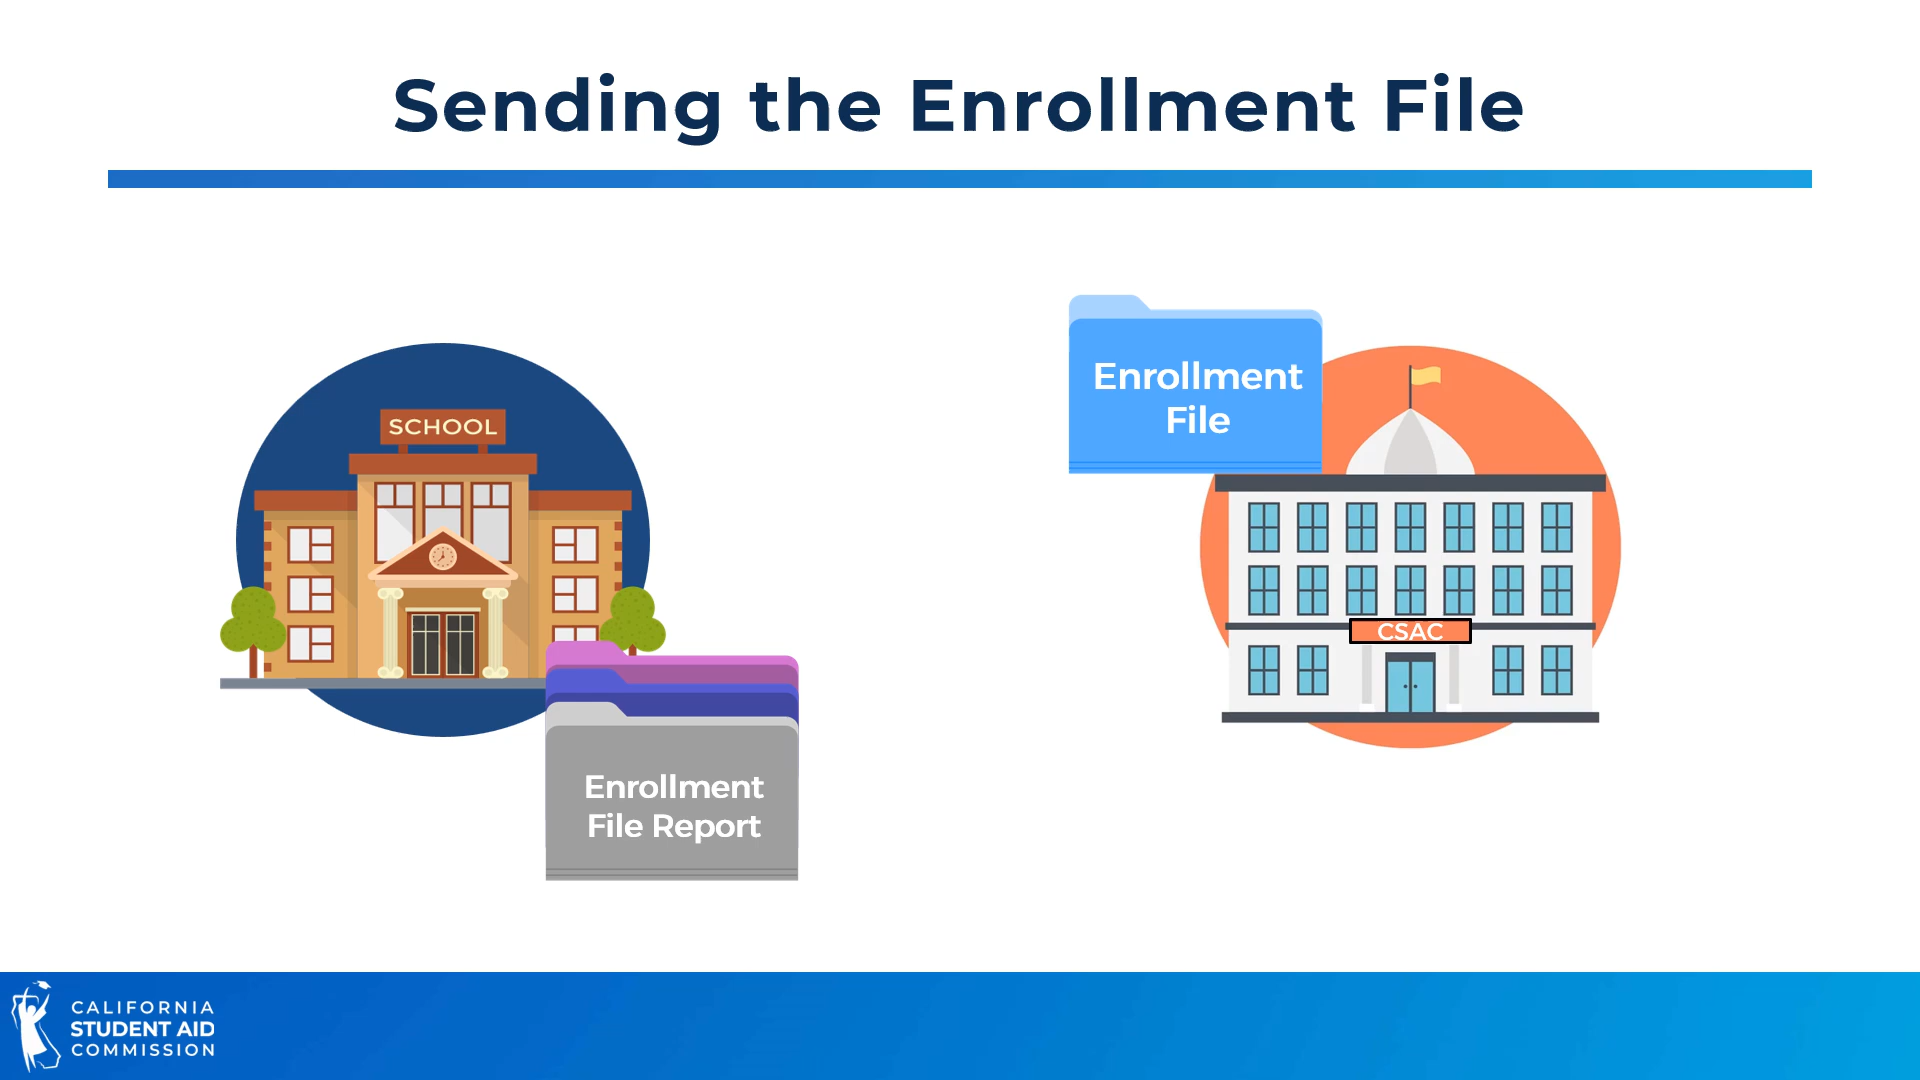 Sending the Enrollment File
SCHOOL
Enrollment
File Report
Enrollment
File
CSAC
CALIFORNIA
STUDENT AID
COMMISSION